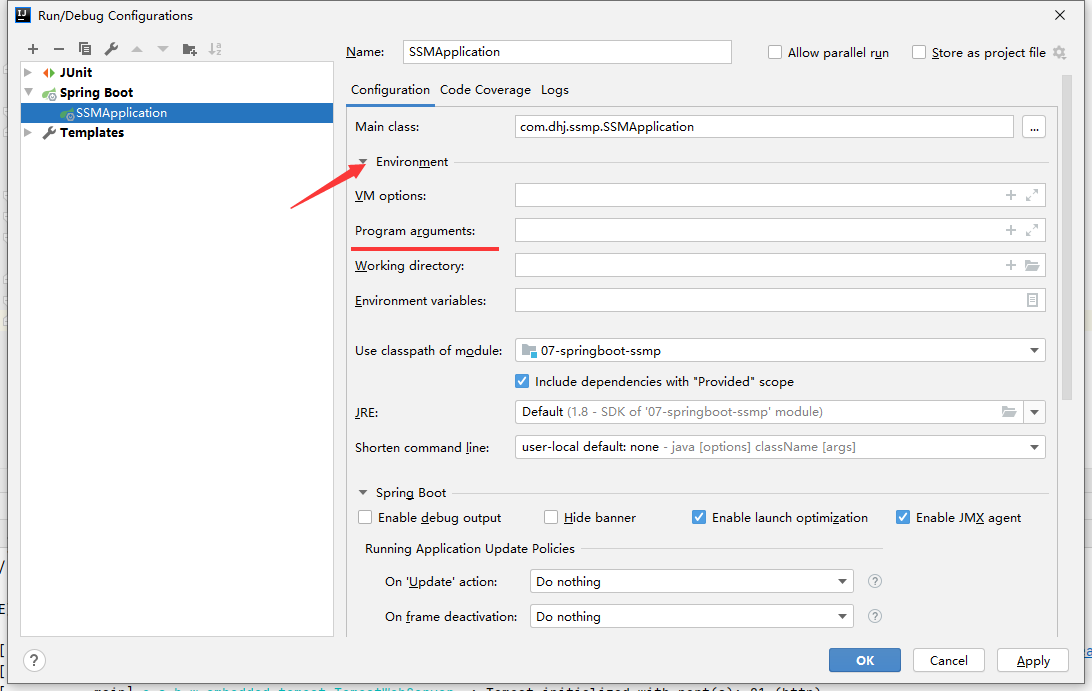 Run/Debug Configurations
Name: SSMApplication
Allow parallel run
Store as project file
JUnit
Spring Boot
SSMApplication
Templates
Configuration Code Coverage Logs
Main class: com.dhj.ssmp.SSMApplication ...
Environment
VM options:
Program arguments:
Working directory:
Environment variables:
Use classpath of module: 07-springboot-ssmp
Include dependencies with "Provided" scope
JRE: Default (1.8 - SDK of '07-springboot-ssmp' module)
Shorten command line: user-local default: none - java [options] className [args]
Spring Boot
Enable debug output Hide banner Enable launch optimization Enable JMX agent
Running Application Update Policies
On 'Update' action: Do nothing ?
On frame deactivation: Do nothing ?
? OK Cancel Apply